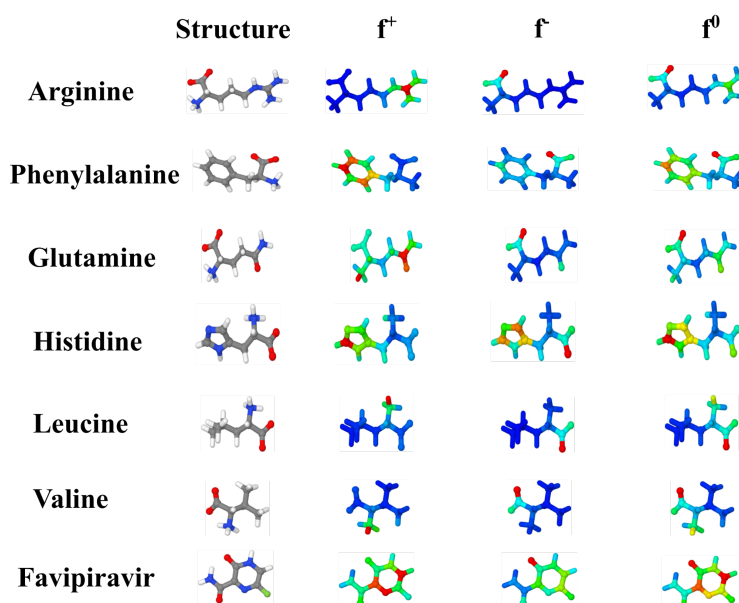 Structure f⁺ f⁻ f⁰
Arginine
Phenylalanine
Glutamine
Histidine
Leucine
Valine
Favipiravir